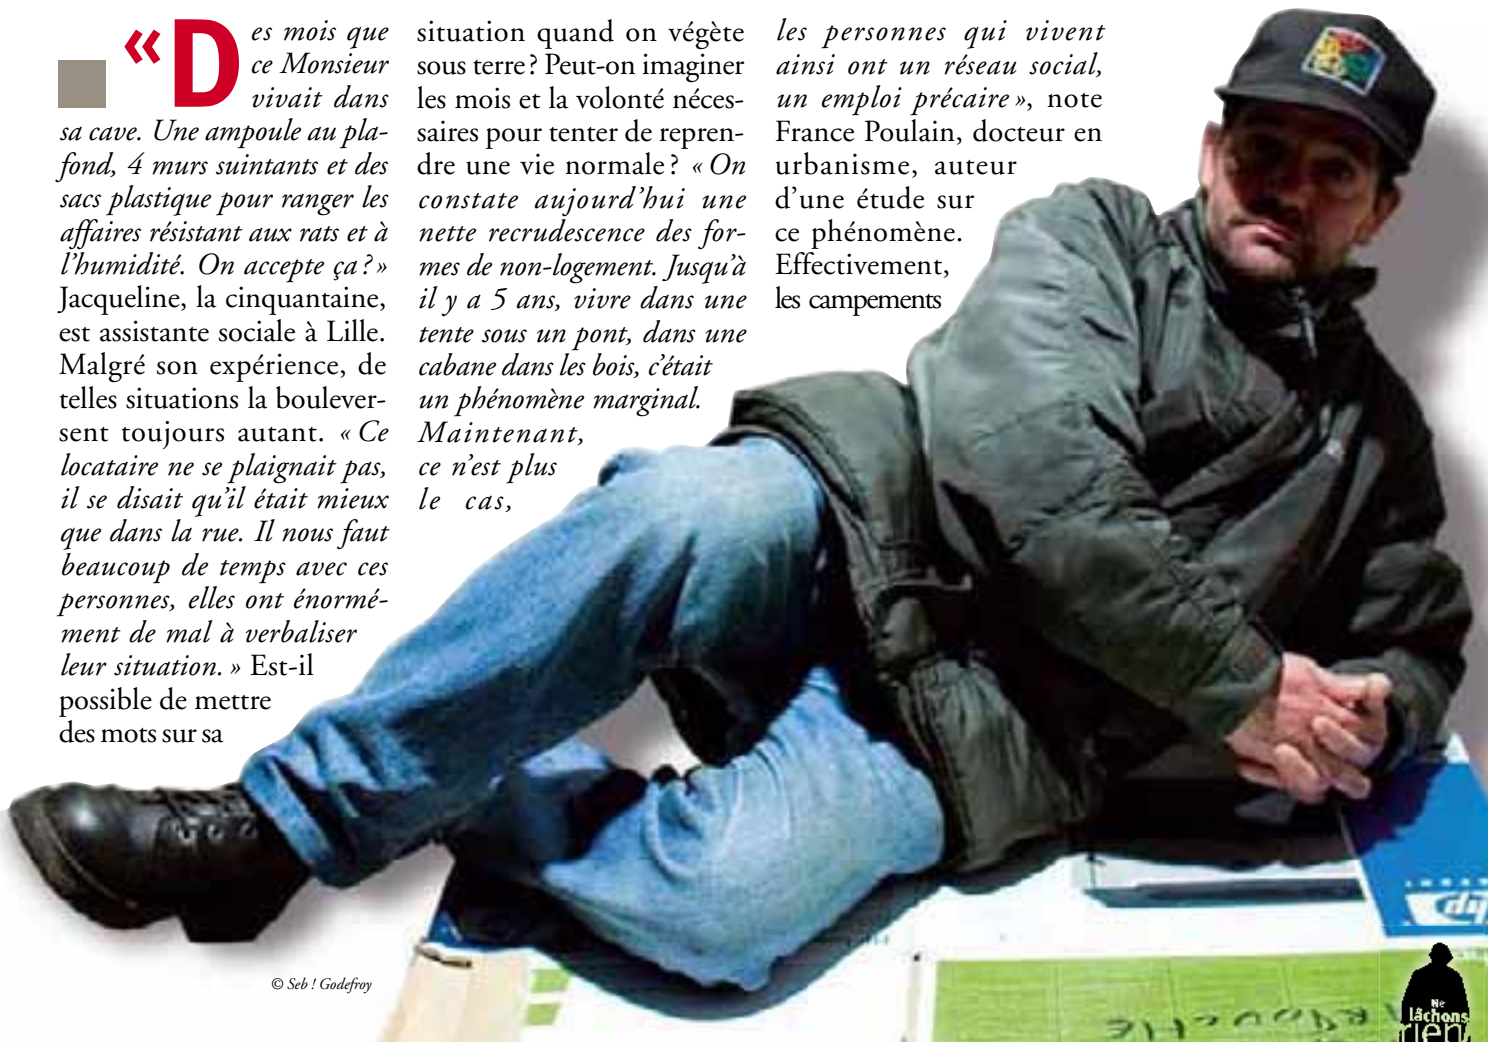 «Des mois que
ce Monsieur
vivait dans
sa cave. Une ampoule au pla-
fond, 4 murs suintants et des
sacs plastique pour ranger les
affaires résistant aux rats et à
l'humidité. On accepte ça ?»
Jacqueline, la cinquantaine,
est assistante sociale à Lille.
Malgré son expérience, de
telles situations la boulever-
sent toujours autant. « Ce
locataire ne se plaignait pas,
il se disait qu'il était mieux
que dans la rue. Il nous faut
beaucoup de temps avec ces
personnes, elles ont énormé-
ment de mal à verbaliser
leur situation. » Est-il
possible de mettre
des mots sur sa
situation quand on végète
sous terre ? Peut-on imaginer
les mois et la volonté néces-
saires pour tenter de repren-
dre une vie normale ? « On
constate aujourd'hui une
nette recrudescence des for-
mes de non-logement. Jusqu'à
il y a 5 ans, vivre dans une
tente sous un pont, dans une
cabane dans les bois, c'était
un phénomène marginal.
Maintenant,
ce n'est plus
le cas,
les personnes qui vivent
ainsi ont un réseau social,
un emploi précaire », note
France Poulain, docteur en
urbanisme, auteur
d'une étude sur
ce phénomène.
Effectivement,
les campements
© Seb ! Godefroy
hp
Ne
lâchons
rien